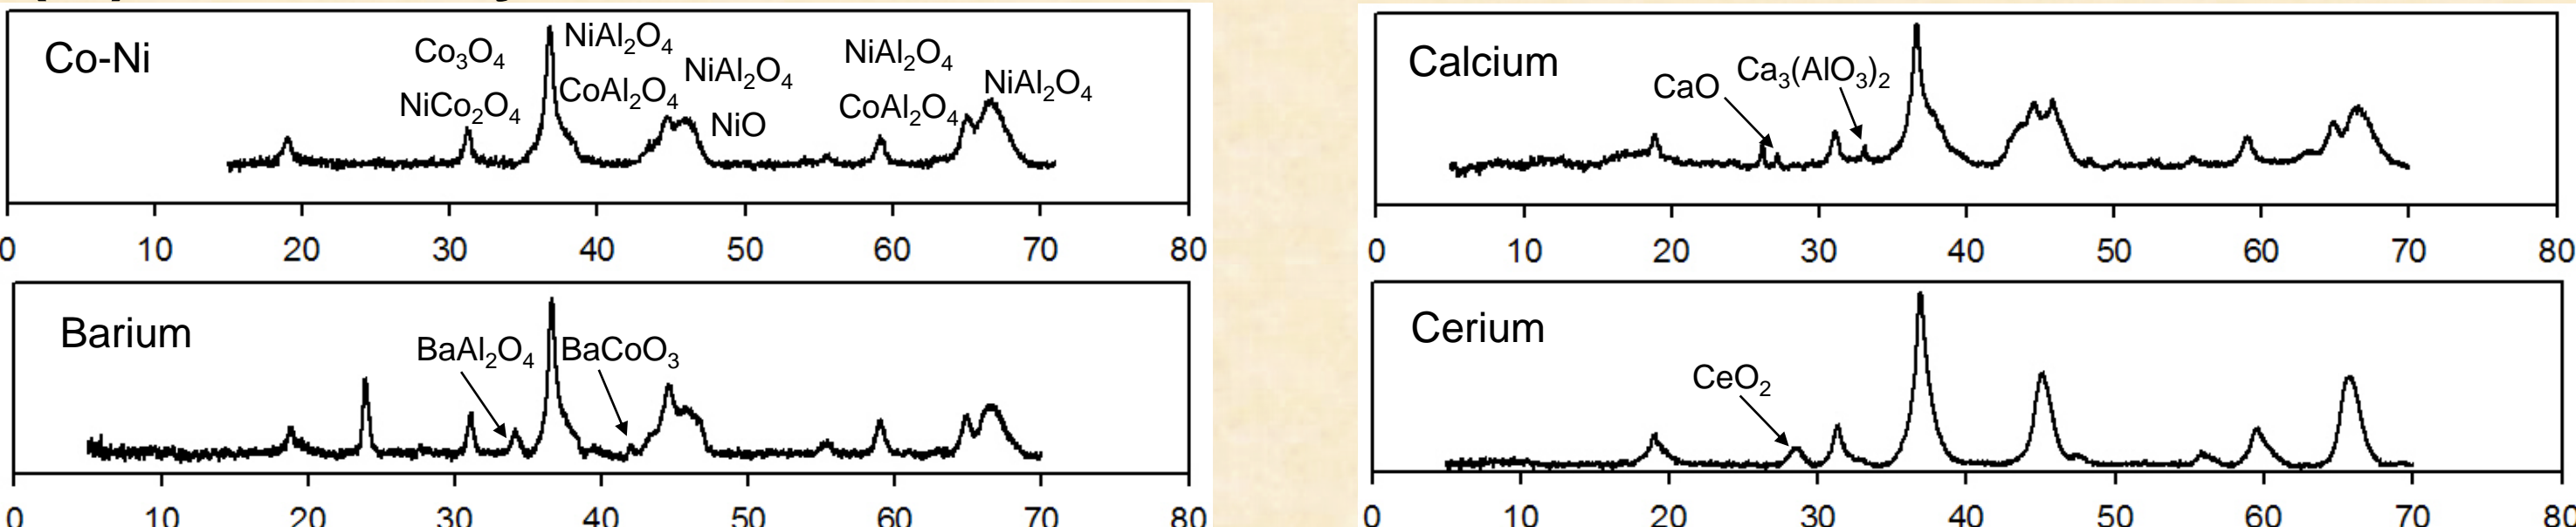 Co-Ni
Co₃O₄
NiCo₂O₄
NiAl₂O₄
CoAl₂O₄
NiAl₂O₄
NiO
NiAl₂O₄
CoAl₂O₄
NiAl₂O₄
0 10 20 30 40 50 60 70 80
Calcium
CaO
Ca₃(AlO₃)₂
0 10 20 30 40 50 60 70 80
Barium
BaAl₂O₄
BaCoO₃
0 10 20 30 40 50 60 70 80
Cerium
CeO₂
0 10 20 30 40 50 60 70 80